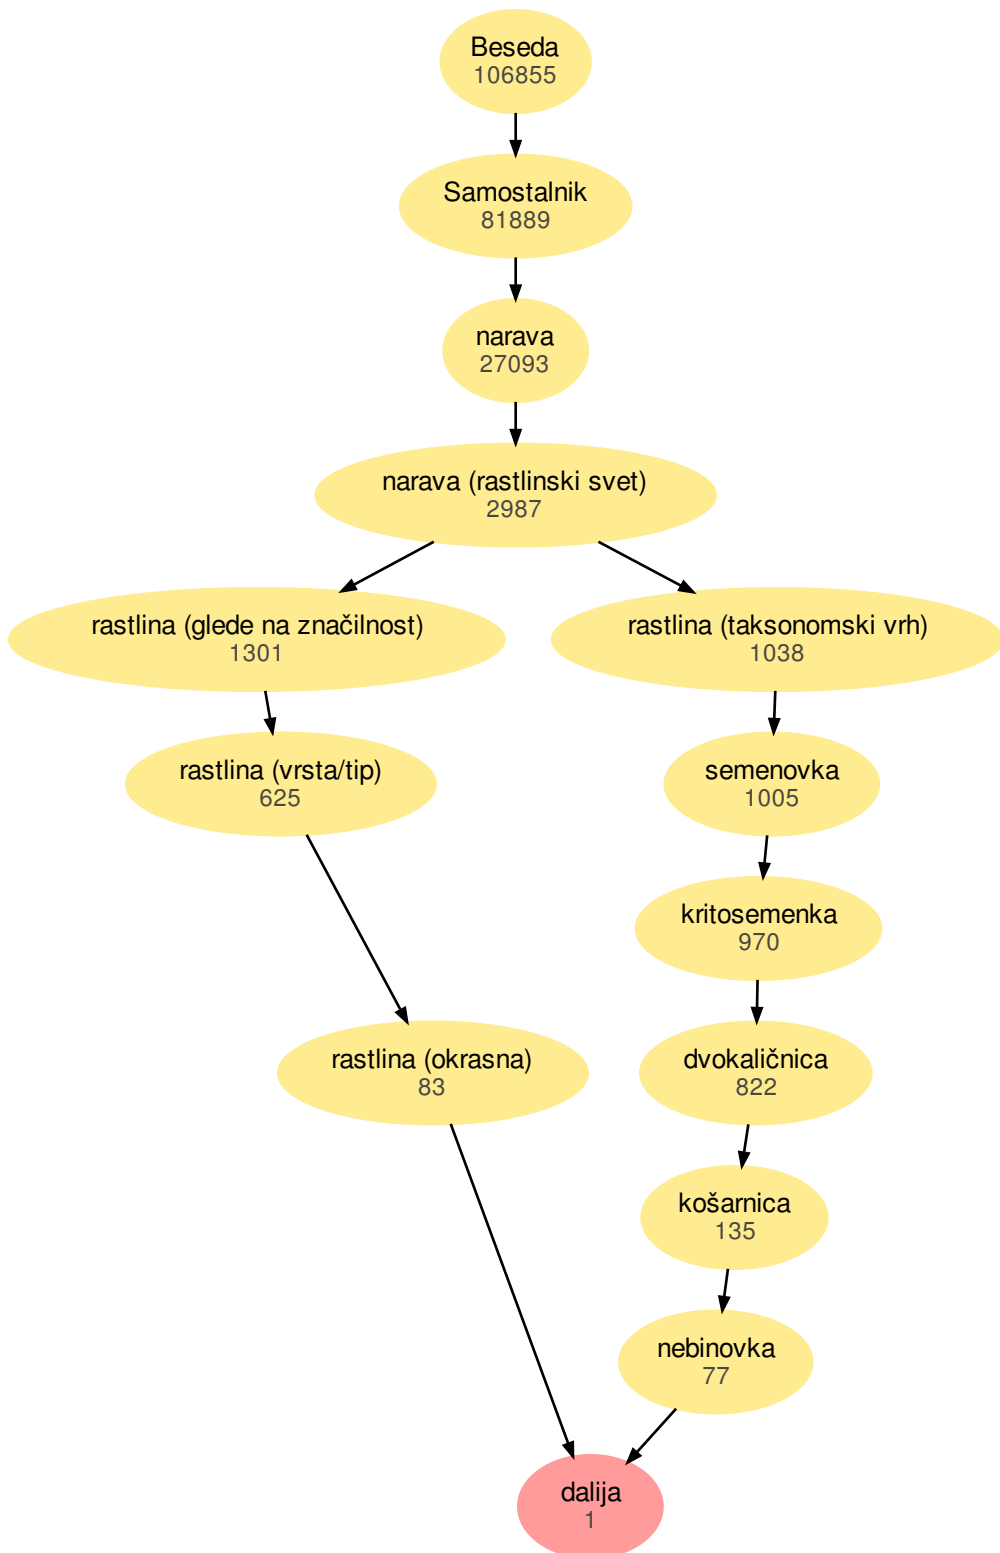 Beseda
106855
Samostalnik
81889
narava
27093
narava (rastlinski svet)
2987
rastlina (glede na značilnost)
1301
rastlina (taksonomski vrh)
1038
rastlina (vrsta/tip)
625
semenovka
1005
kritosemenka
970
rastlina (okrasna)
83
dvokaličnica
822
košarnica
135
nebinovka
77
dalija
1